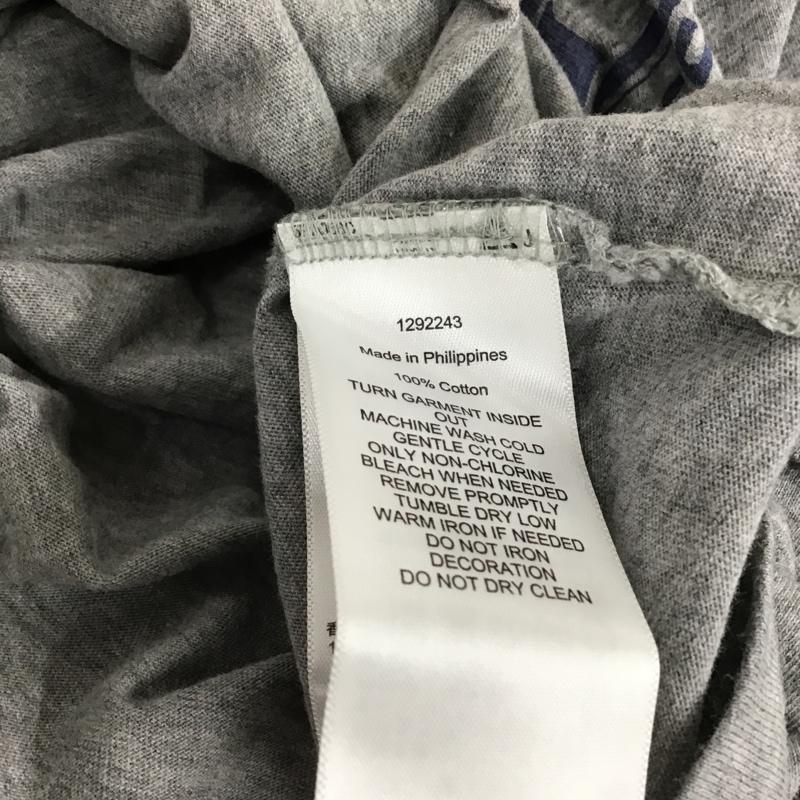 1292243
Made in Philippines
100% Cotton
TURN GARMENT INSIDE
OUT
MACHINE WASH COLD
GENTLE CYCLE
ONLY NON-CHLORINE
BLEACH WHEN NEEDED
REMOVE PROMPTLY
TUMBLE DRY LOW
WARM IRON IF NEEDED
DO NOT IRON
DECORATION
DO NOT DRY CLEAN
香